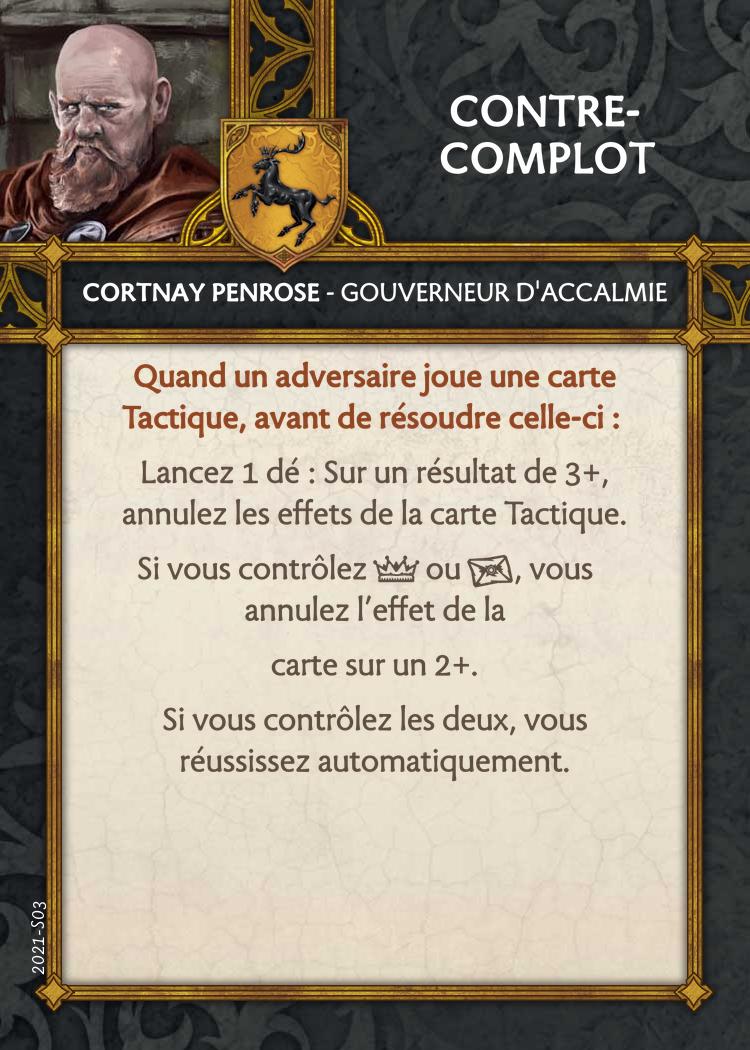 CONTRE-
COMPLOT
CORTNAY PENROSE - GOUVERNEUR D'ACCALMIE
Quand un adversaire joue une carte
Tactique, avant de résoudre celle-ci :
Lancez 1 dé : Sur un résultat de 3+,
annulez les effets de la carte Tactique.
Si vous contrôlez ou , vous
annulez l'effet de la
carte sur un 2+.
Si vous contrôlez les deux, vous
réussissez automatiquement.
2021-S03